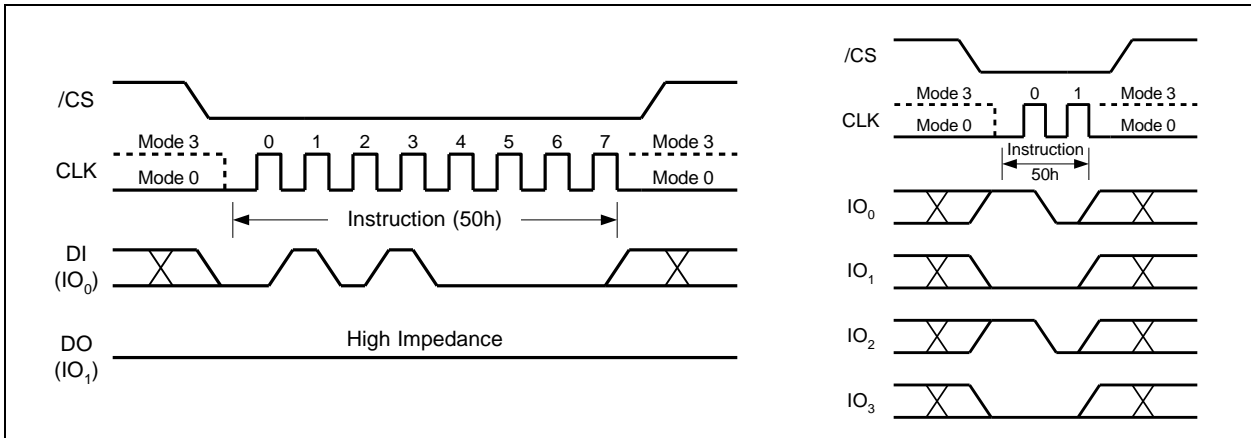 /CS
Mode 3 0 1 2 3 4 5 6 7 Mode 3
CLK
Mode 0 Mode 0
Instruction (50h)
DI
(IO0)
High Impedance
DO
(IO1)
/CS
Mode 3 0 1 Mode 3
CLK
Mode 0 Mode 0
Instruction
50h
IO0
IO1
IO2
IO3